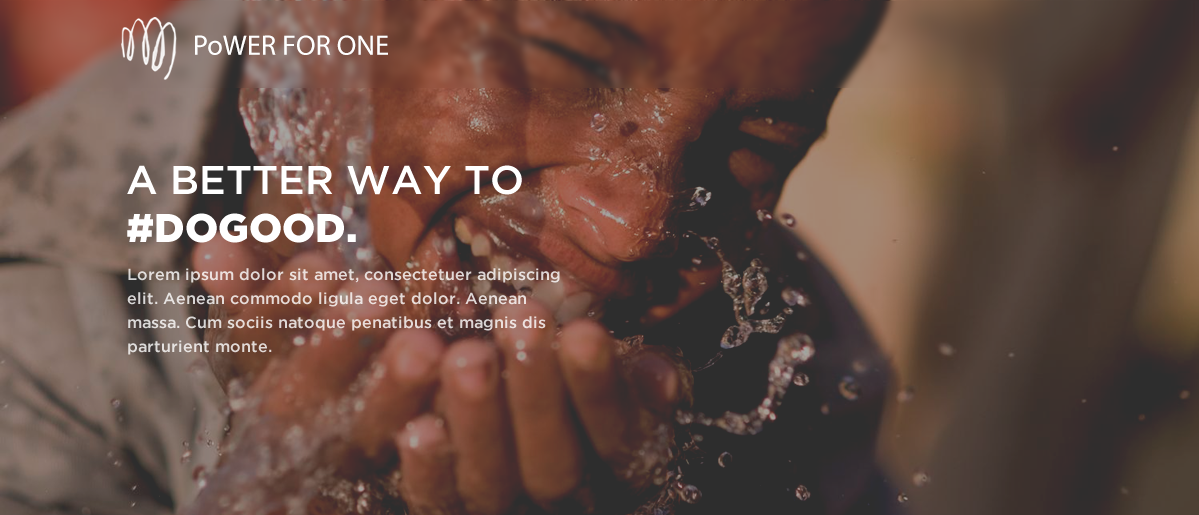 PoWER FOR ONE
A BETTER WAY TO
#DOGOOD.
Lorem ipsum dolor sit amet, consectetuer adipiscing
elit. Aenean commodo ligula eget dolor. Aenean
massa. Cum sociis natoque penatibus et magnis dis
parturient monte.